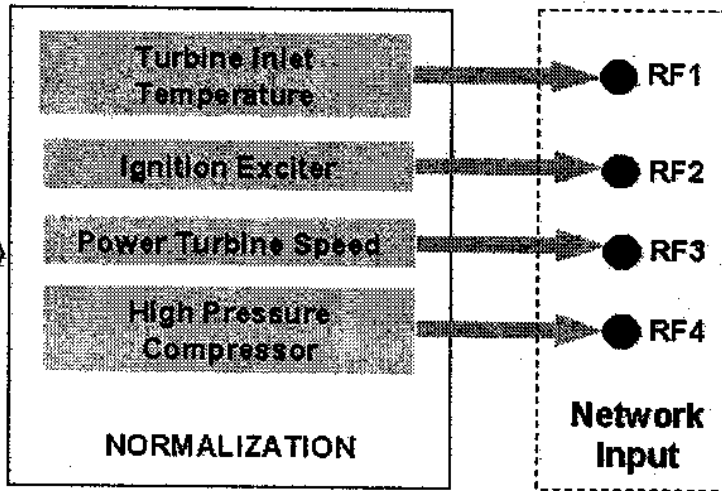 Turbine Inlet
Temperature
RF1
Ignition Exciter
RF2
Power Turbine Speed
RF3
High Pressure
Compressor
RF4
NORMALIZATION
Network
Input